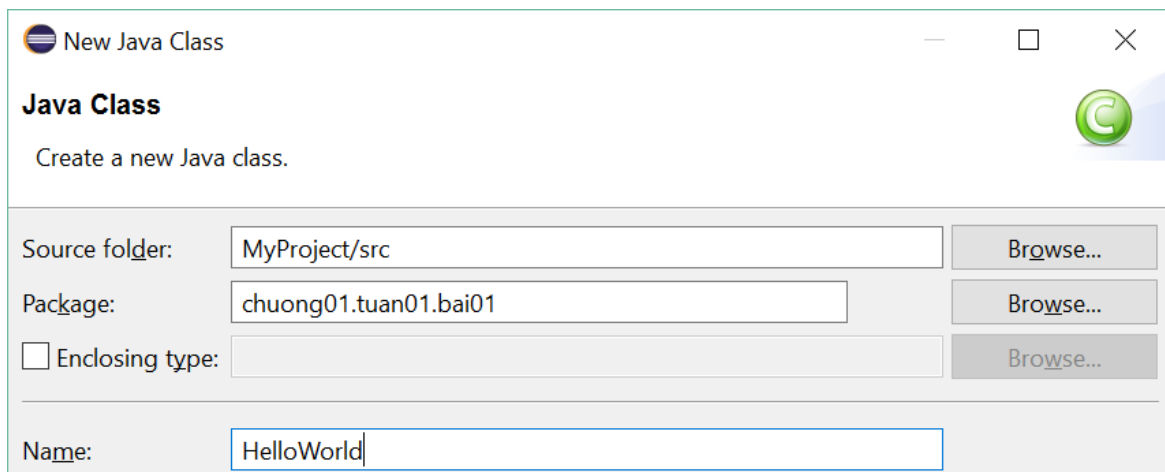 New Java Class
Java Class
Create a new Java class.
Source folder: MyProject/src Browse...
Package: chuong01.tuan01.bai01 Browse...
Enclosing type: Browse...
Name: HelloWorld